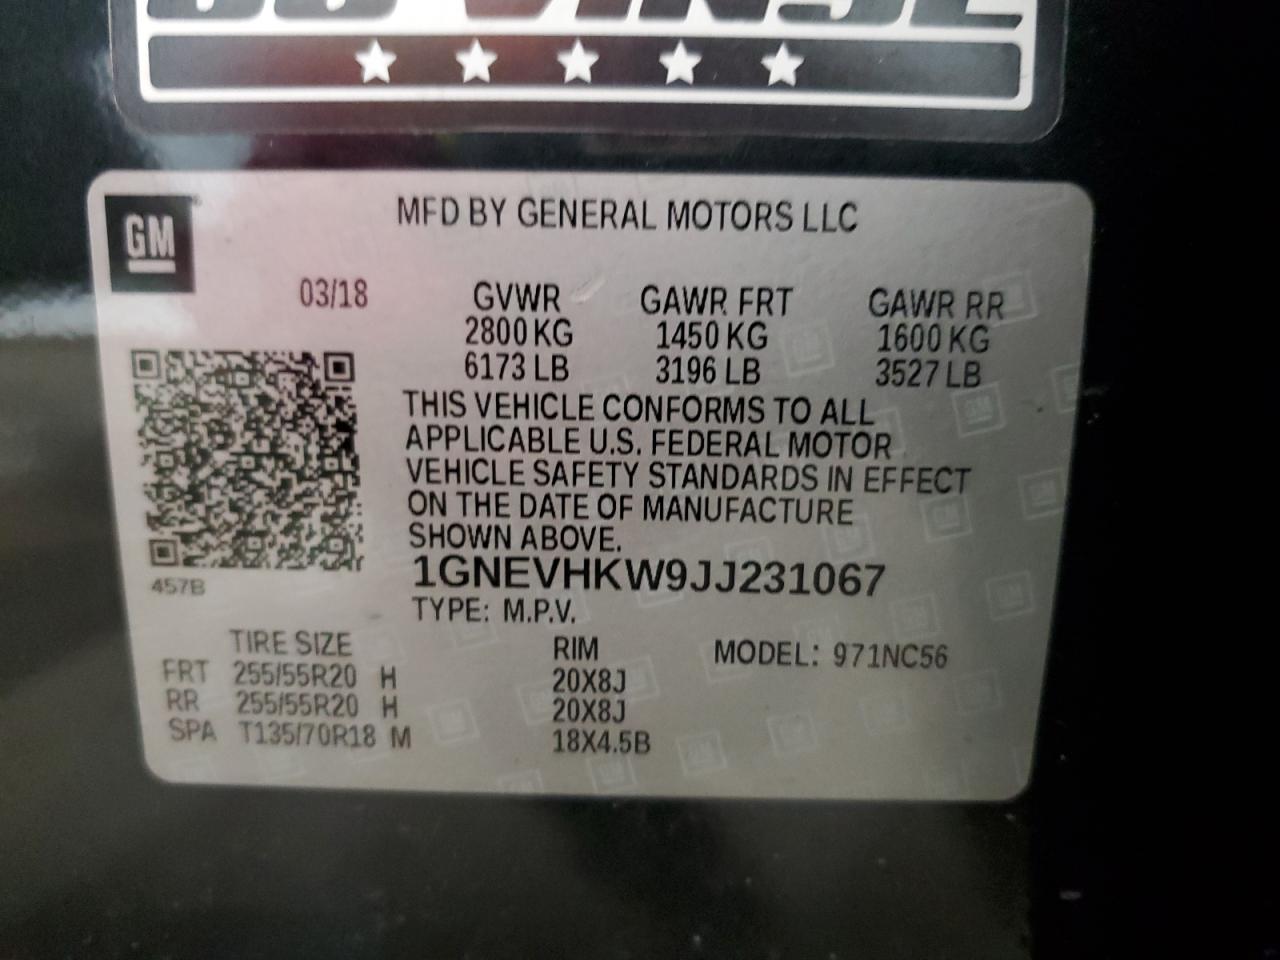 GM
MFD BY GENERAL MOTORS LLC
03/18
GVWR GAWR FRT GAWR RR
2800 KG 1450 KG 1600 KG
6173 LB 3196 LB 3527 LB
THIS VEHICLE CONFORMS TO ALL
APPLICABLE U.S. FEDERAL MOTOR
VEHICLE SAFETY STANDARDS IN EFFECT
ON THE DATE OF MANUFACTURE
SHOWN ABOVE.
457B
1GNEVHKW9JJ231067
TYPE: M.P.V.
TIRE SIZE RIM MODEL: 971NC56
FRT 255/55R20 H 20X8J
RR 255/55R20 H 20X8J
SPA T135/70R18 M 18X4.5B